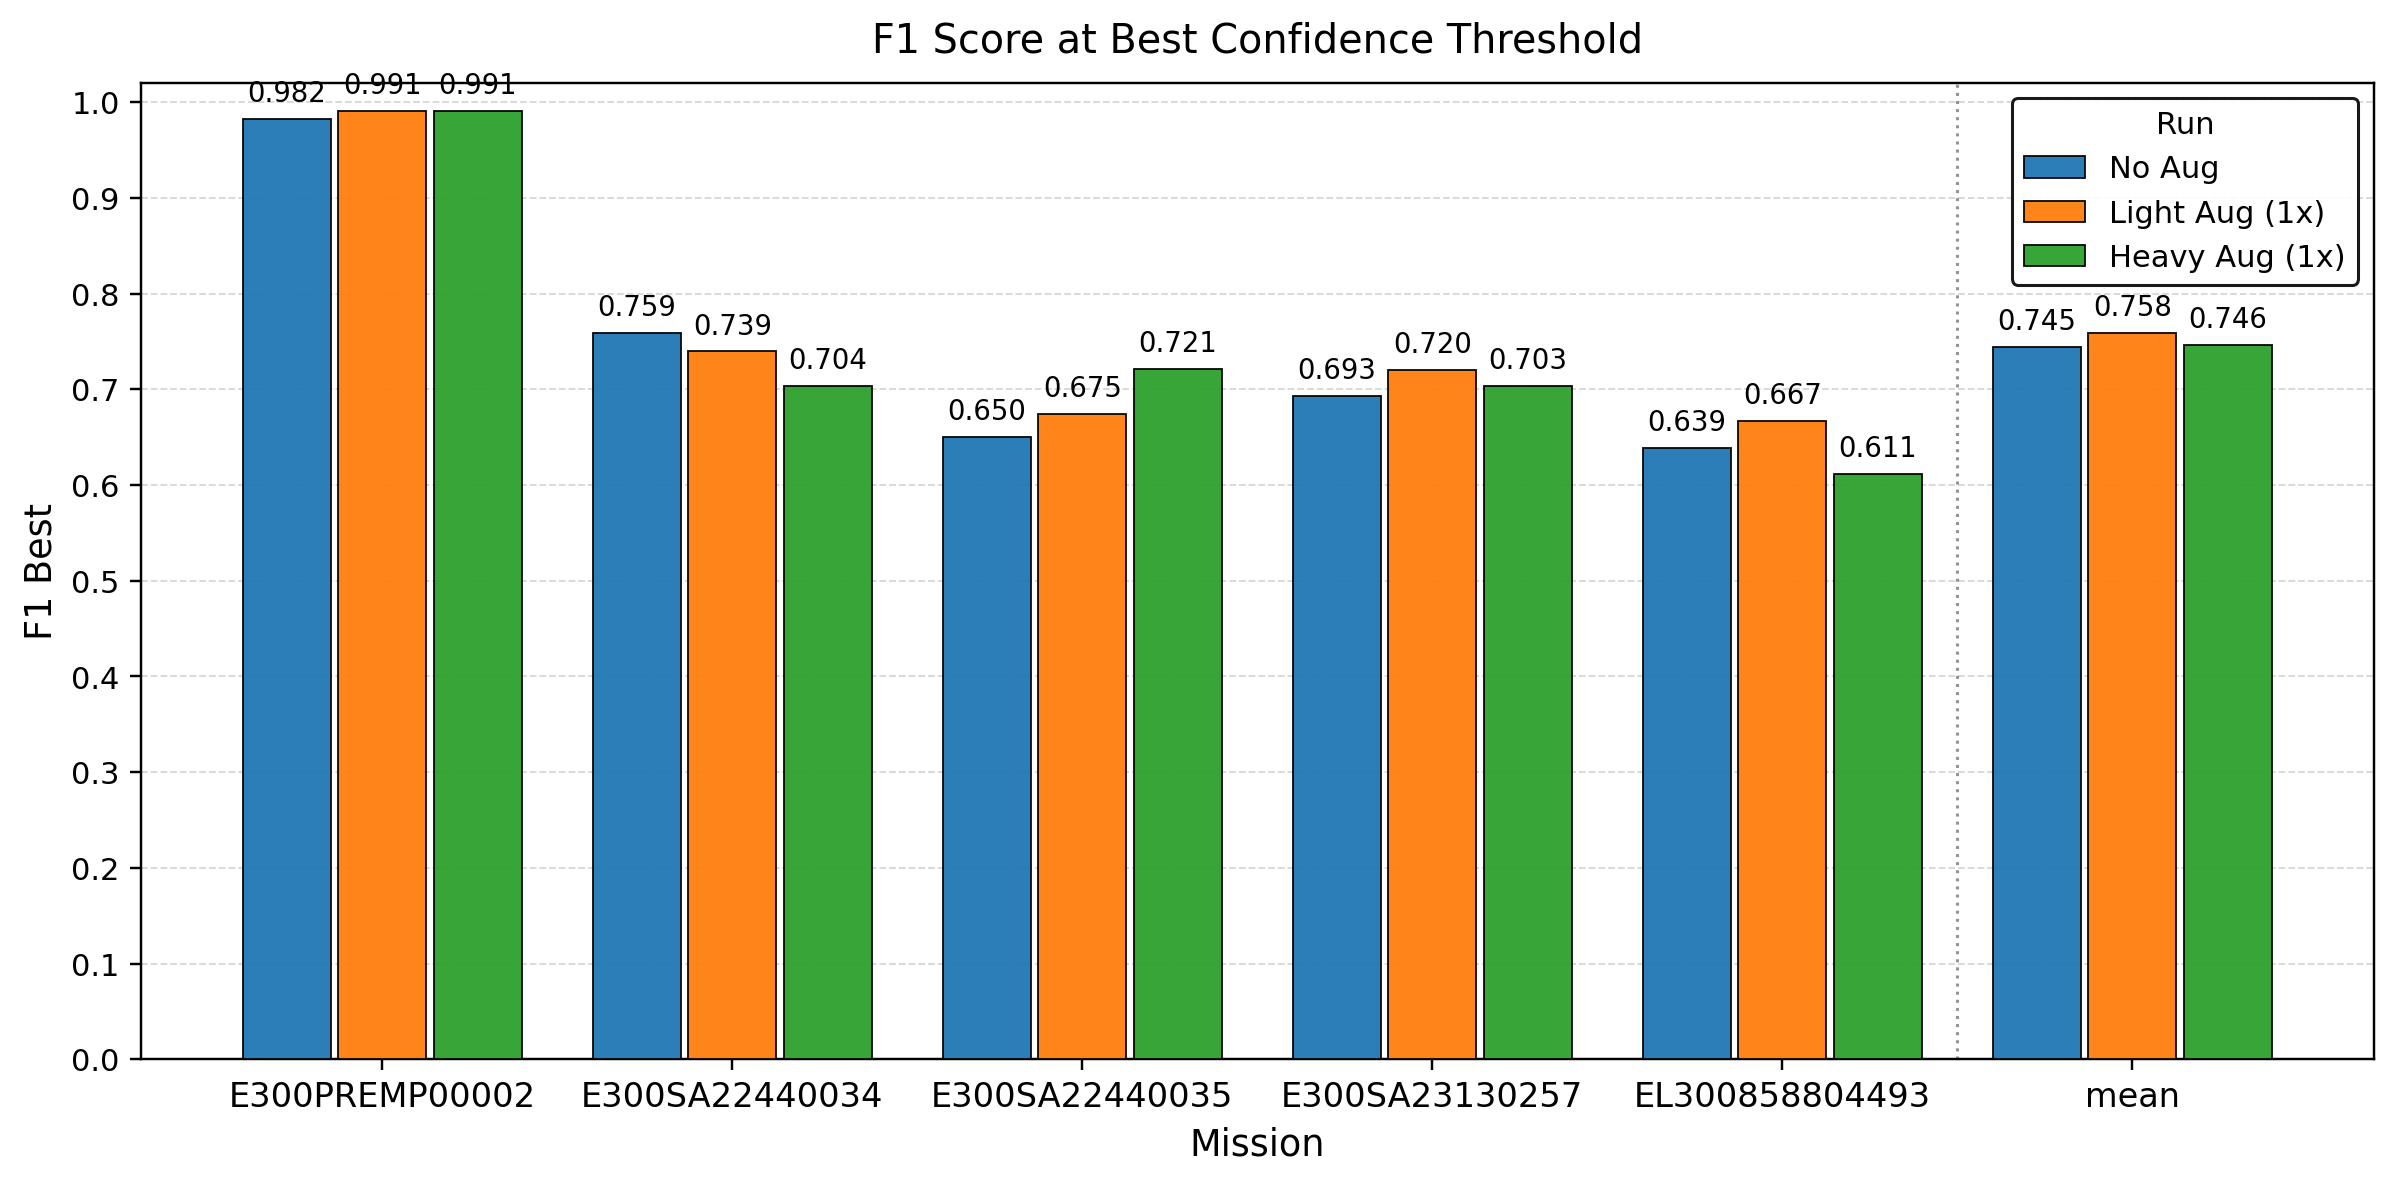 F1 Score at Best Confidence Threshold
0.982 0.991 0.991
0.759 0.739 0.704
0.650 0.675 0.721
0.693 0.720 0.703
0.639 0.667 0.611
0.745 0.758 0.746
Run
No Aug
Light Aug (1x)
Heavy Aug (1x)
F1 Best
1.0
0.9
0.8
0.7
0.6
0.5
0.4
0.3
0.2
0.1
0.0
E300PREMP00002 E300SA22440034 E300SA22440035 E300SA23130257 EL300858804493 mean
Mission